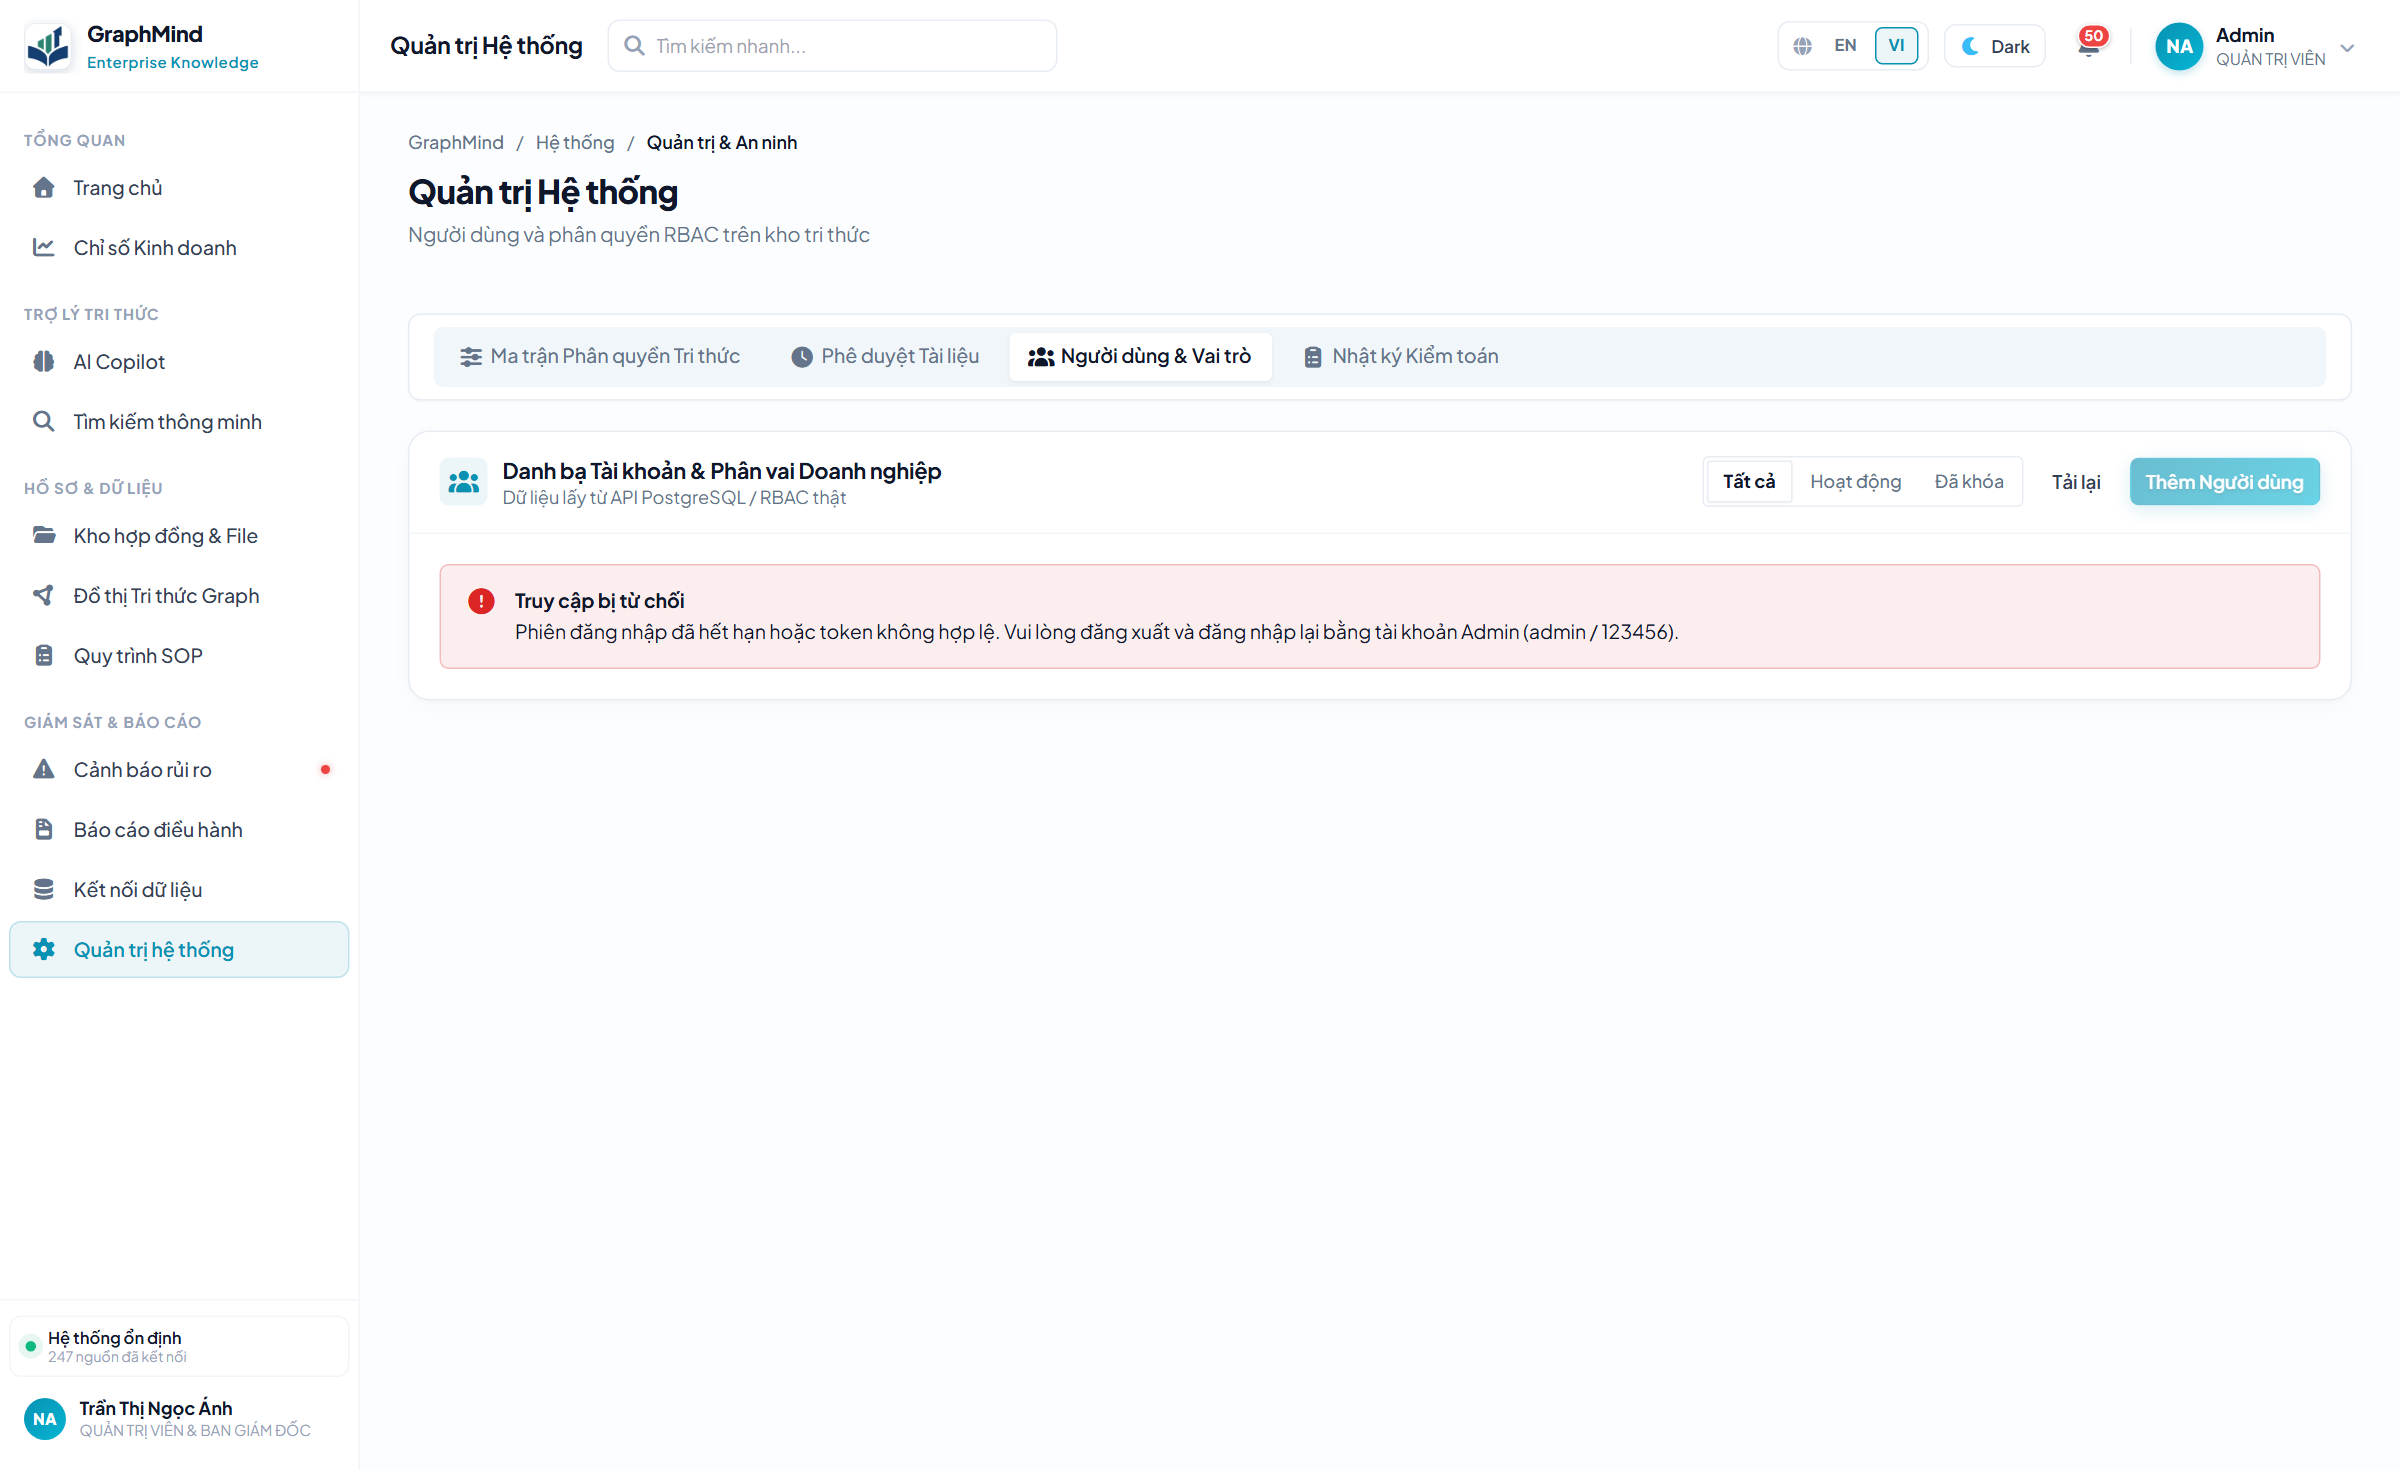 GraphMind
Enterprise Knowledge
Quản trị Hệ thống
Tìm kiếm nhanh...
EN
VI
Dark
50
NA
Admin
QUẢN TRỊ VIÊN
TỔNG QUAN
Trang chủ
Chỉ số Kinh doanh
TRỢ LÝ TRI THỨC
AI Copilot
Tìm kiếm thông minh
HỒ SƠ & DỮ LIỆU
Kho hợp đồng & File
Đồ thị Tri thức Graph
Quy trình SOP
GIÁM SÁT & BÁO CÁO
Cảnh báo rủi ro
Báo cáo điều hành
Kết nối dữ liệu
Quản trị hệ thống
Hệ thống ổn định
247 nguồn đã kết nối
NA
Trần Thị Ngọc Ánh
QUẢN TRỊ VIÊN & BAN GIÁM ĐỐC
GraphMind / Hệ thống / Quản trị & An ninh
Quản trị Hệ thống
Người dùng và phân quyền RBAC trên kho tri thức
Ma trận Phân quyền Tri thức
Phê duyệt Tài liệu
Người dùng & Vai trò
Nhật ký Kiểm toán
Danh bạ Tài khoản & Phân vai Doanh nghiệp
Dữ liệu lấy từ API PostgreSQL / RBAC thật
Tất cả
Hoạt động
Đã khóa
Tải lại
Thêm Người dùng
Truy cập bị từ chối
Phiên đăng nhập đã hết hạn hoặc token không hợp lệ. Vui lòng đăng xuất và đăng nhập lại bằng tài khoản Admin (admin / 123456).